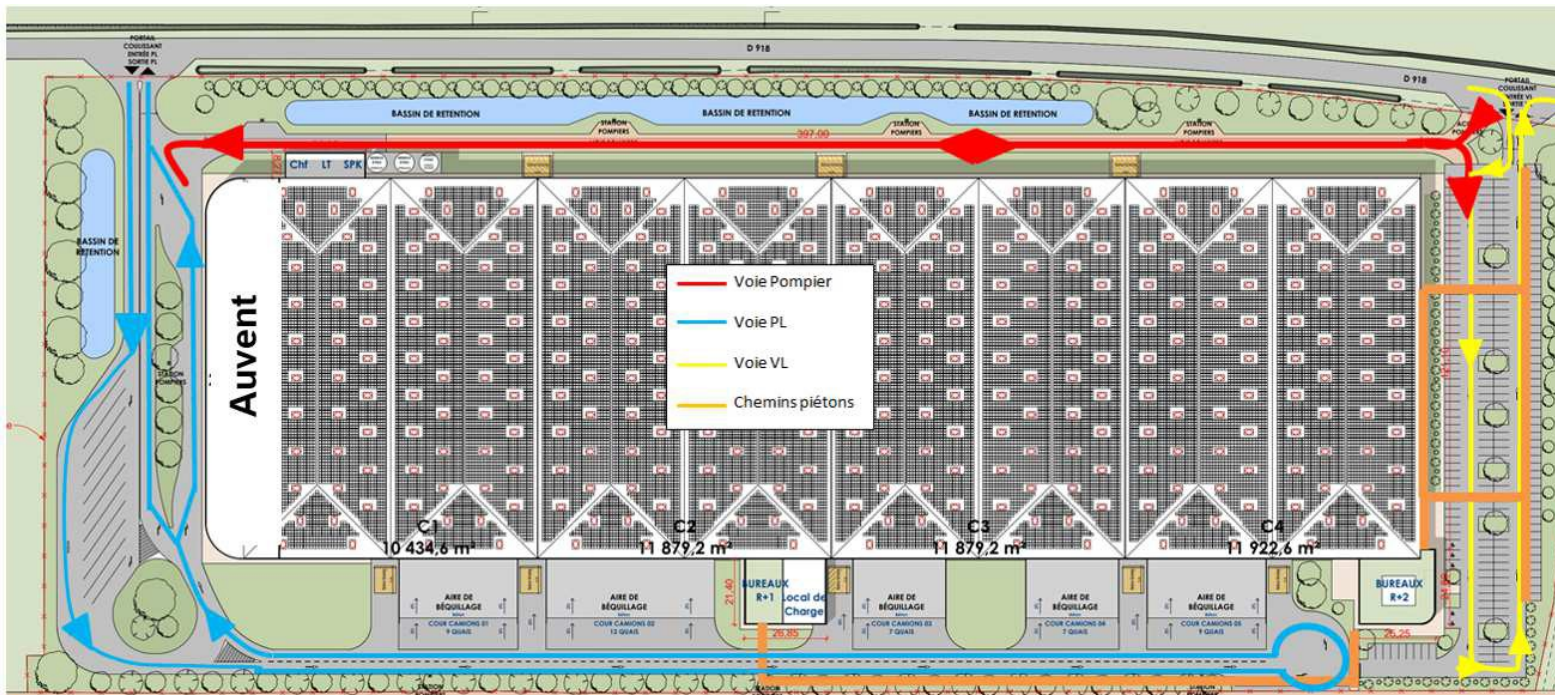 PORTAIL
COULISSANT
ENTRÉE PL
SORTIE PL
D 918
D 918
PORTAIL
COULISSANT
ENTRÉE VL
BASSIN DE RETENTION
BASSIN DE RETENTION
BASSIN DE RETENTION
STATION
POMPIERS
STATION
POMPIERS
STATION
POMPIERS
397.00
Chf LT SPK
BASSIN DE
RETENTION
STATION
POMPIERS
Auvent
Voie Pompier
Voie PL
Voie VL
Chemins piétons
C1
10 434,6 m²
C2
11 879,2 m²
C3
11 879,2 m²
C4
11 922,6 m²
AIRE DE
BÉQUILLAGE
COUR CAMIONS 01
9 QUAIS
AIRE DE
BÉQUILLAGE
COUR CAMIONS 02
12 QUAIS
21,40
BUREAUX
R+1
Local de
Charge
26,85
AIRE DE
BÉQUILLAGE
COUR CAMIONS 03
7 QUAIS
AIRE DE
BÉQUILLAGE
COUR CAMIONS 04
7 QUAIS
AIRE DE
BÉQUILLAGE
COUR CAMIONS 05
9 QUAIS
BUREAUX
R+2
26,25
STATION
STATION
STATION